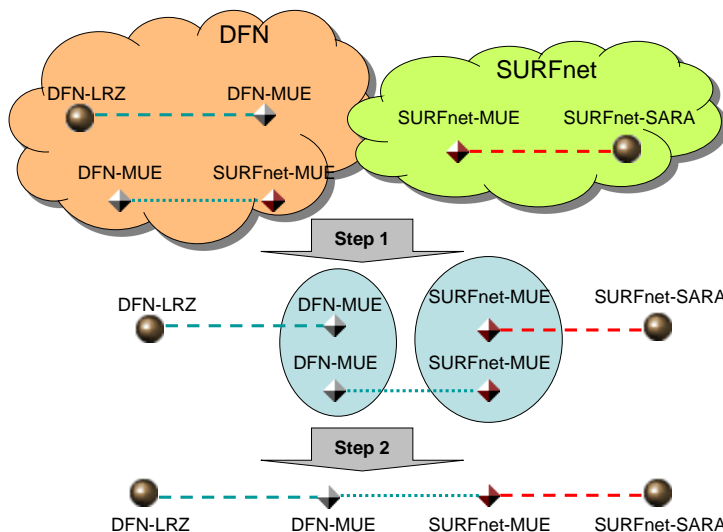 DFN
SURFnet
DFN-LRZ
DFN-MUE
SURFnet-MUE
SURFnet-SARA
DFN-MUE
SURFnet-MUE
Step 1
DFN-LRZ
DFN-MUE
SURFnet-MUE
SURFnet-SARA
DFN-MUE
SURFnet-MUE
Step 2
DFN-LRZ
DFN-MUE
SURFnet-MUE
SURFnet-SARA